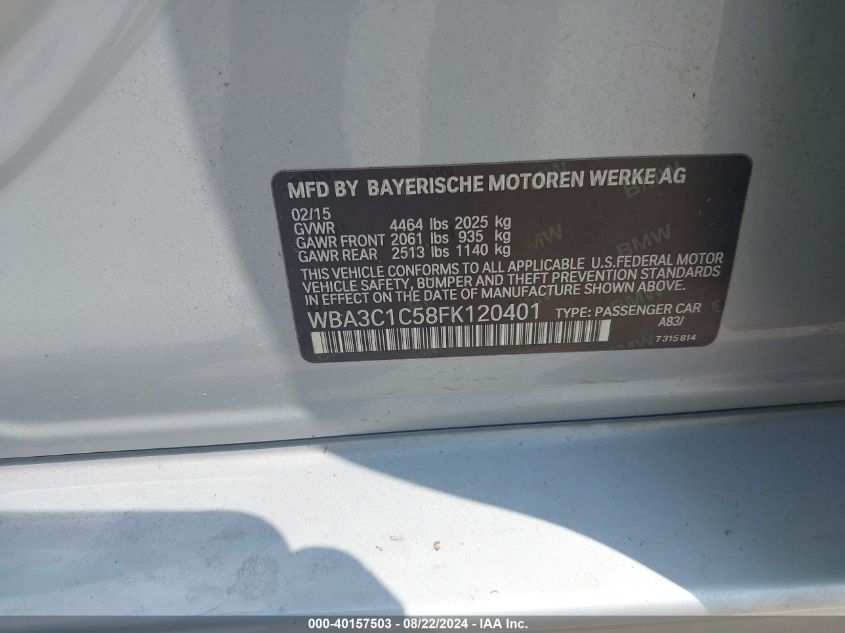 MFD BY BAYERISCHE MOTOREN WERKE AG
02/15
GVWR 4464 lbs 2025 kg
GAWR FRONT 2061 lbs 935 kg
GAWR REAR 2513 lbs 1140 kg
THIS VEHICLE CONFORMS TO ALL APPLICABLE U.S.FEDERAL MOTOR
VEHICLE SAFETY, BUMPER AND THEFT PREVENTION STANDARDS
IN EFFECT ON THE DATE OF MANUFACTURE SHOWN ABOVE.
WBA3C1C58FK120401 TYPE: PASSENGER CAR
A83/
7315814
BMW
BMW
BMW
000-40157503 - 08/22/2024 - IAA Inc.